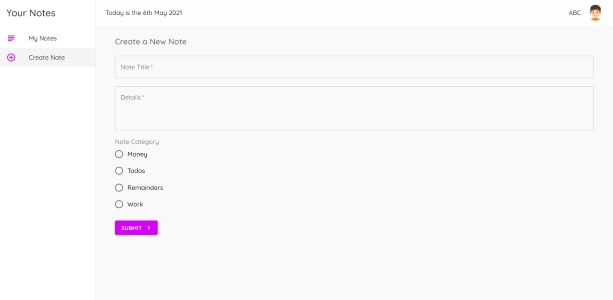 Your Notes
Today is the 6th May 2021
ABC
My Notes
Create Note
Create a New Note
Note Title *
Details *
Note Category
Money
Todos
Remainders
Work
SUBMIT